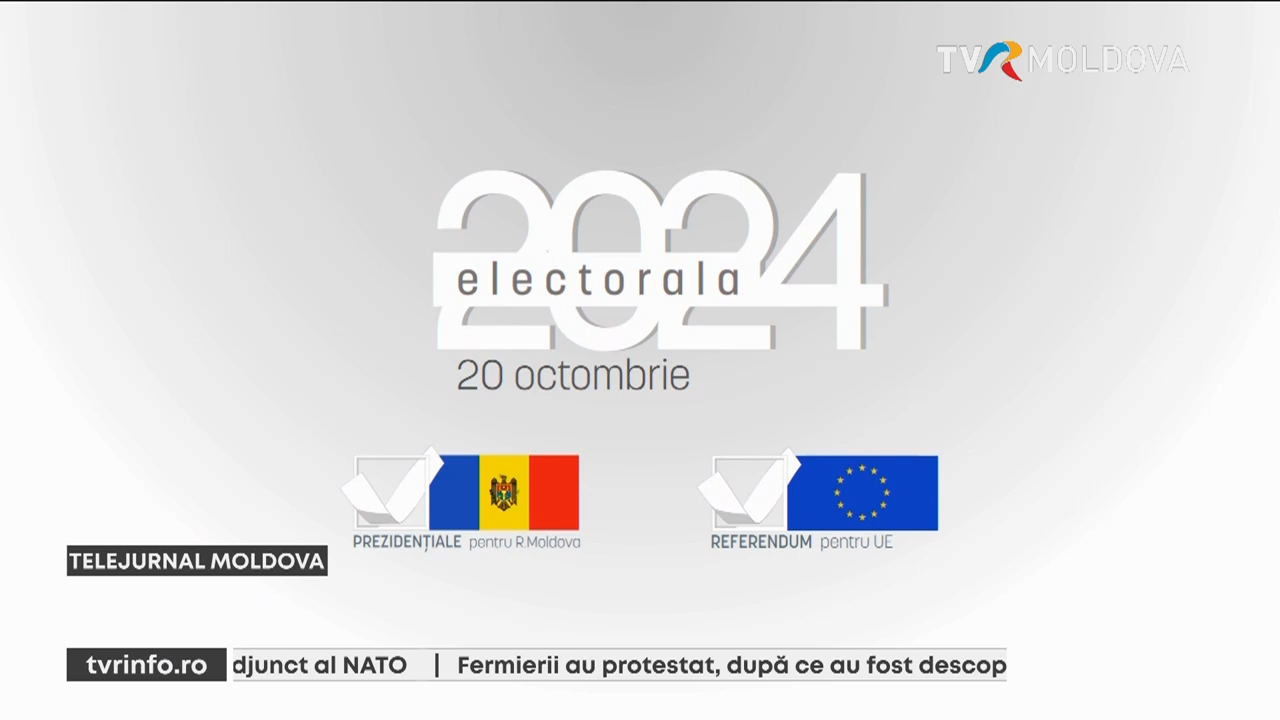 TVR MOLDOVA
2024
electorala
20 octombrie
PREZIDENȚIALE pentru R.Moldova
REFERENDUM pentru UE
TELEJURNAL MOLDOVA
tvrinfo.ro
djunct al NATO | Fermierii au protestat, după ce au fost descop